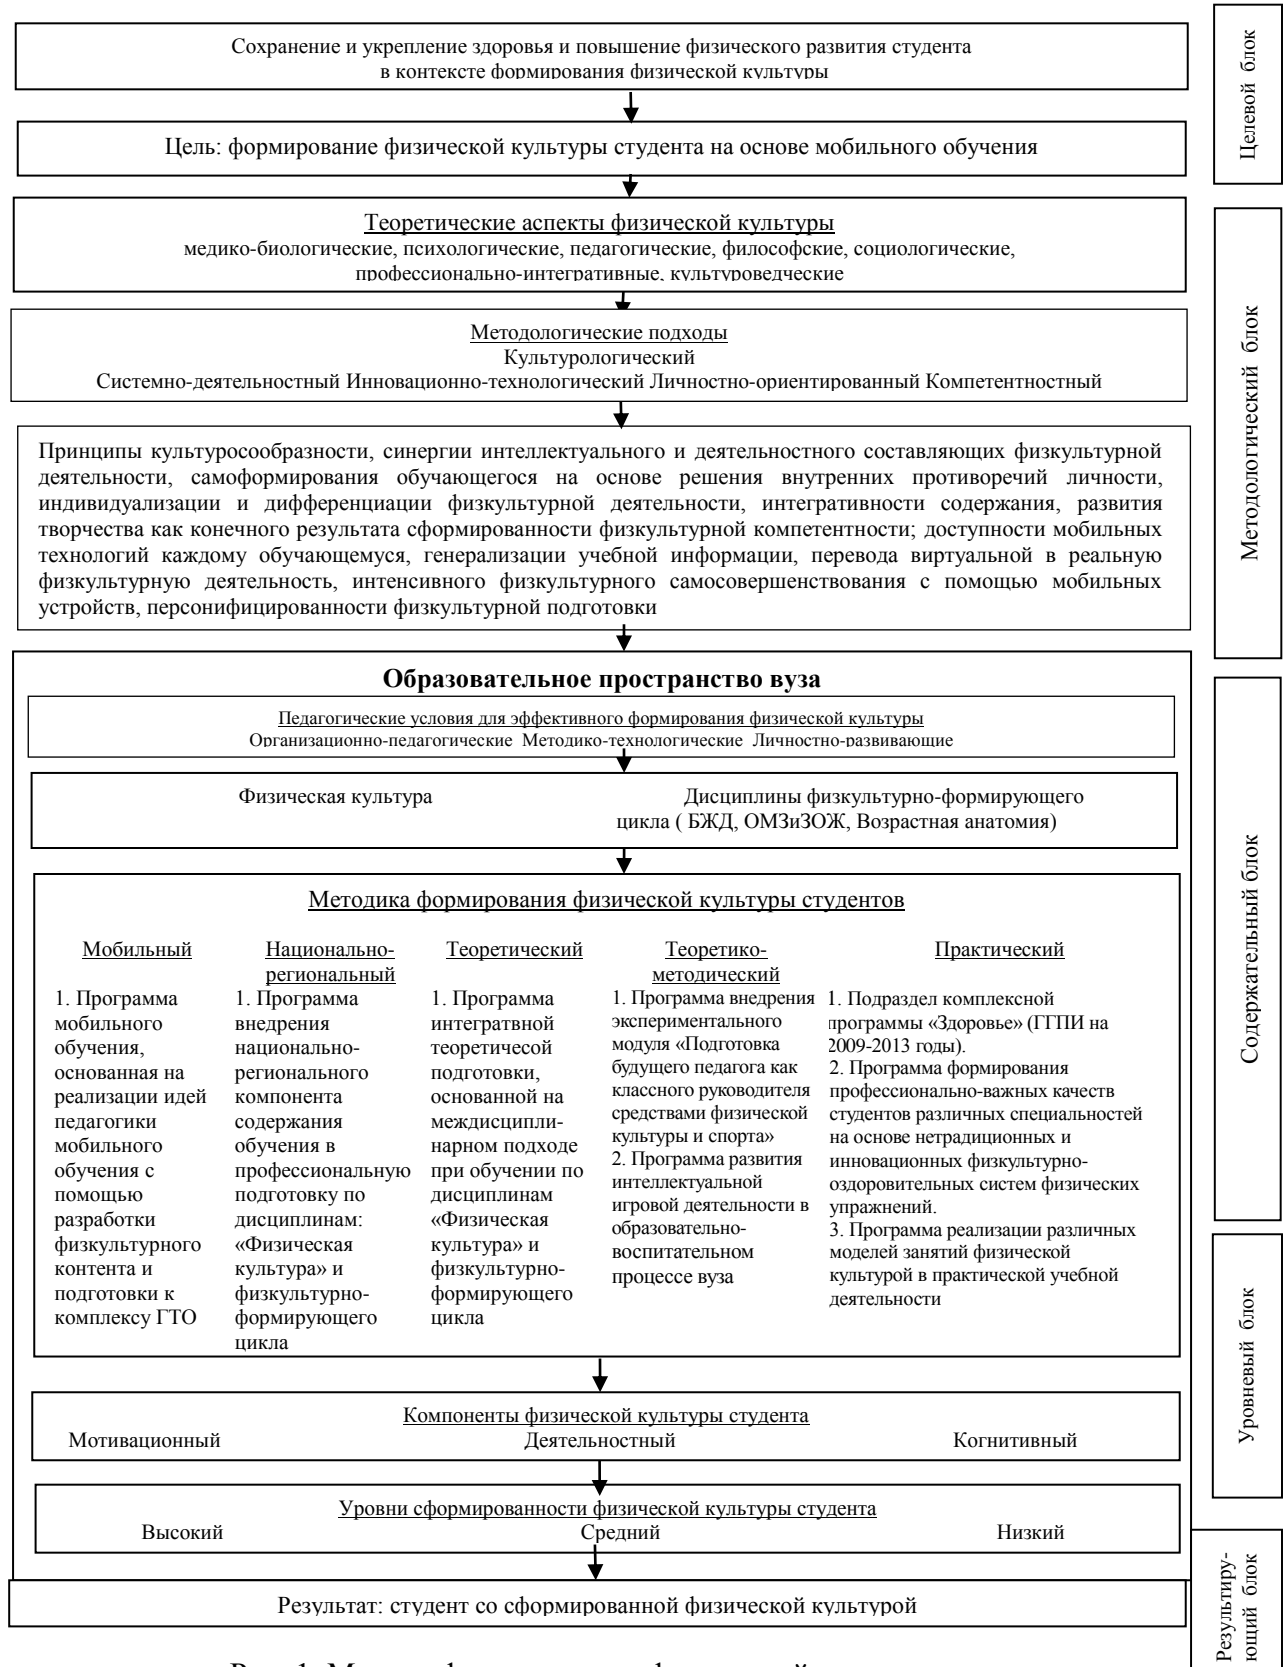 Сохранение и укрепление здоровья и повышение физического развития студента
в контексте формирования физической культуры
Цель: формирование физической культуры студента на основе мобильного обучения
Целевой блок
Теоретические аспекты физической культуры
медико-биологические, психологические, педагогические, философские, социологические,
профессионально-интегративные, культуроведческие
Методологические подходы
Культурологический
Системно-деятельностный Инновационно-технологический Личностно-ориентированный Компетентностный
Принципы культуросообразности, синергии интеллектуального и деятельностного составляющих физкультурной
деятельности, самоформирования обучающегося на основе решения внутренних противоречий личности,
индивидуализации и дифференциации физкультурной деятельности, интегративности содержания, развития
творчества как конечного результата сформированности физкультурной компетентности; доступности мобильных
технологий каждому обучающемуся, генерализации учебной информации, перевода виртуальной в реальную
физкультурную деятельность, интенсивного физкультурного самосовершенствования с помощью мобильных
устройств, персонифицированности физкультурной подготовки
Методологический блок
Образовательное пространство вуза
Педагогические условия для эффективного формирования физической культуры
Организационно-педагогические Методико-технологические Личностно-развивающие
Физическая культура
Дисциплины физкультурно-формирующего
цикла ( БЖД, ОМЗиЗОЖ, Возрастная анатомия)
Методика формирования физической культуры студентов
Мобильный
1. Программа
мобильного
обучения,
основанная на
реализации идей
педагогики
мобильного
обучения с
помощью
разработки
физкультурного
контента и
подготовки к
комплексу ГТО
Национально-
региональный
1. Программа
внедрения
национально-
регионального
компонента
содержания
обучения в
профессиональную
подготовку по
дисциплинам:
«Физическая
культура» и
физкультурно-
формирующего
цикла
Теоретический
1. Программа
интегратвной
теоретичесой
подготовки,
основанной на
междисципли-
нарном подходе
при обучении по
дисциплинам
«Физическая
культура» и
физкультурно-
формирующего
цикла
Теоретико-
методический
1. Программа внедрения
экспериментального
модуля «Подготовка
будущего педагога как
классного руководителя
средствами физической
культуры и спорта»
2. Программа развития
интеллектуальной
игровой деятельности в
образовательно-
воспитательном
процессе вуза
Практический
1. Подраздел комплексной
программы «Здоровье» (ГГПИ на
2009-2013 годы).
2. Программа формирования
профессионально-важных качеств
студентов различных специальностей
на основе нетрадиционных и
инновационных физкультурно-
оздоровительных систем физических
упражнений.
3. Программа реализации различных
моделей занятий физической
культурой в практической учебной
деятельности
Содержательный блок
Компоненты физической культуры студента
Мотивационный Деятельностный Когнитивный
Уровни сформированности физической культуры студента
Высокий Средний Низкий
Уровневый блок
Результат: студент со сформированной физической культурой
Результиру-
ющий блок